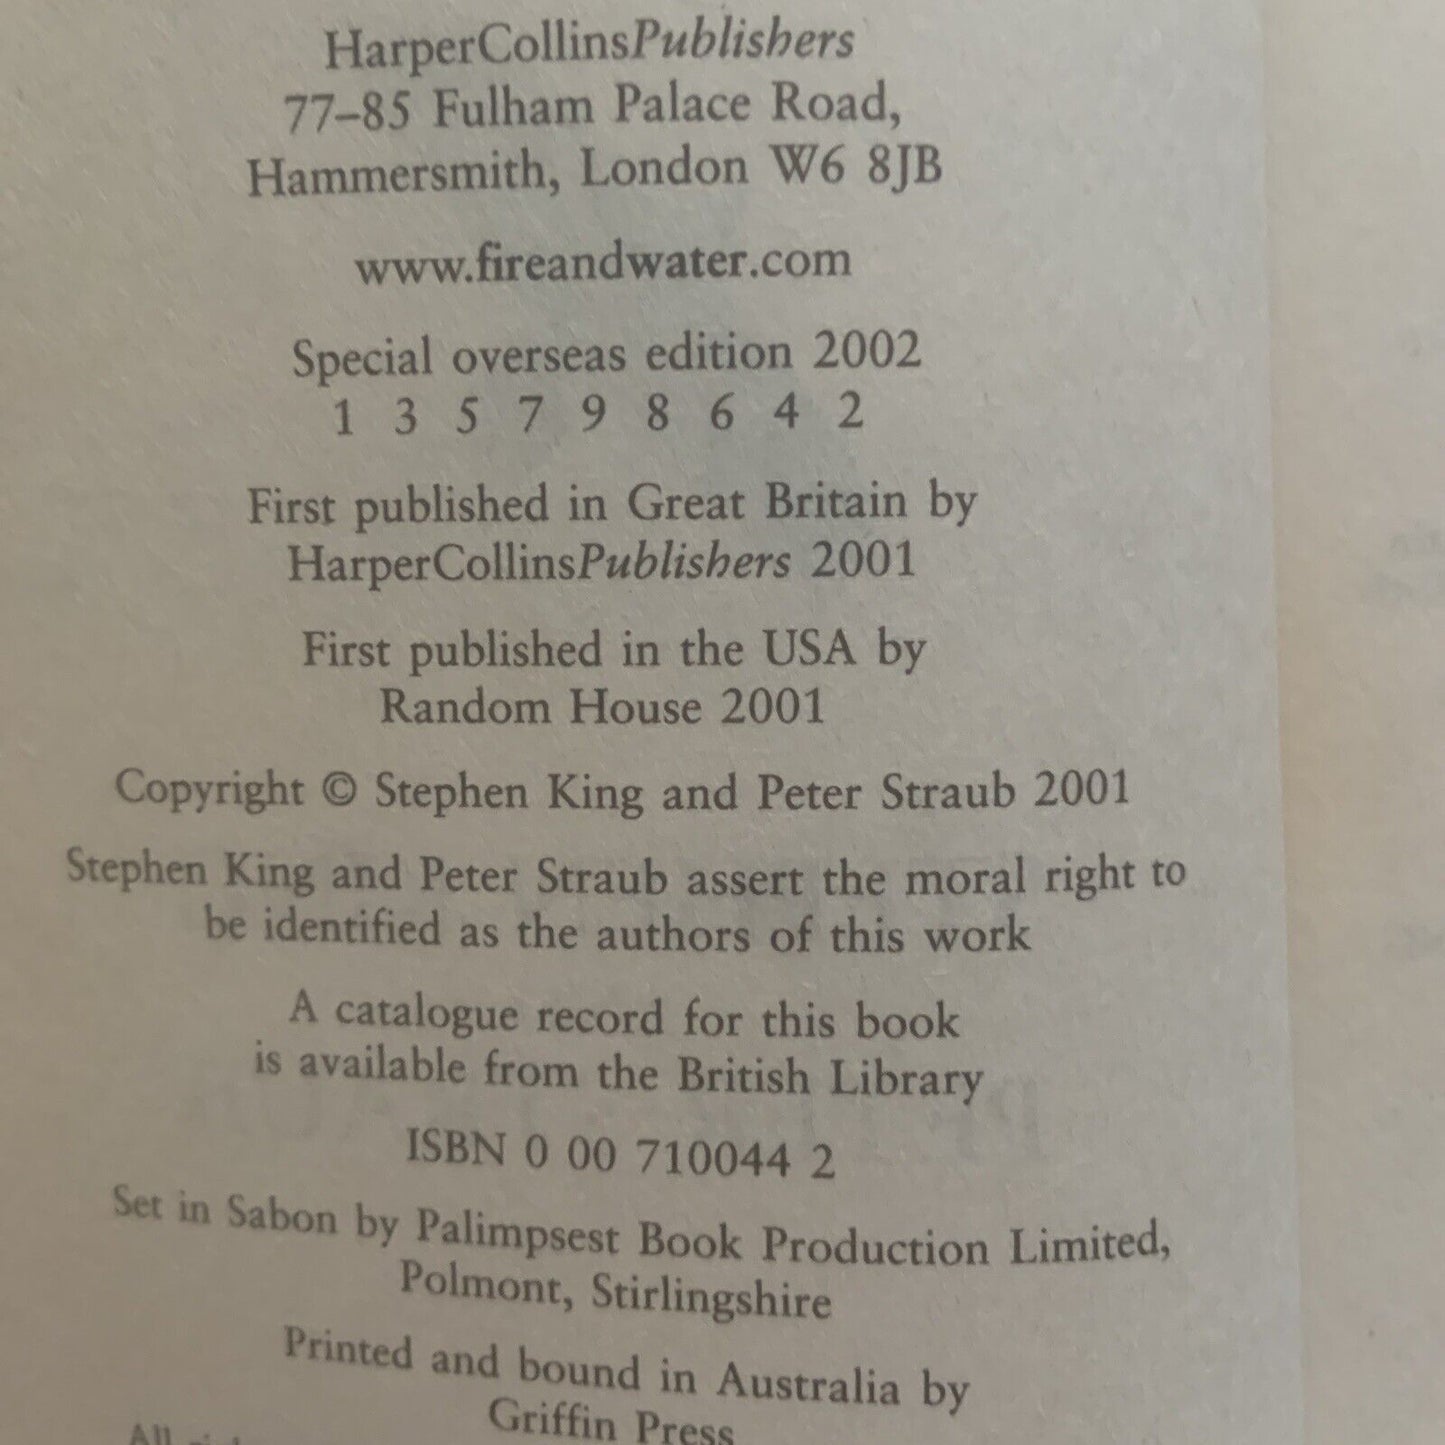 HarperCollinsPublishers
77–85 Fulham Palace Road,
Hammersmith, London W6 8JB
www.fireandwater.com
Special overseas edition 2002
1 3 5 7 9 8 6 4 2
First published in Great Britain by
HarperCollinsPublishers 2001
First published in the USA by
Random House 2001
Copyright © Stephen King and Peter Straub 2001
Stephen King and Peter Straub assert the moral right to
be identified as the authors of this work
A catalogue record for this book
is available from the British Library
ISBN 0 00 710044 2
Set in Sabon by Palimpsest Book Production Limited,
Polmont, Stirlingshire
Printed and bound in Australia by
Griffin Press
All